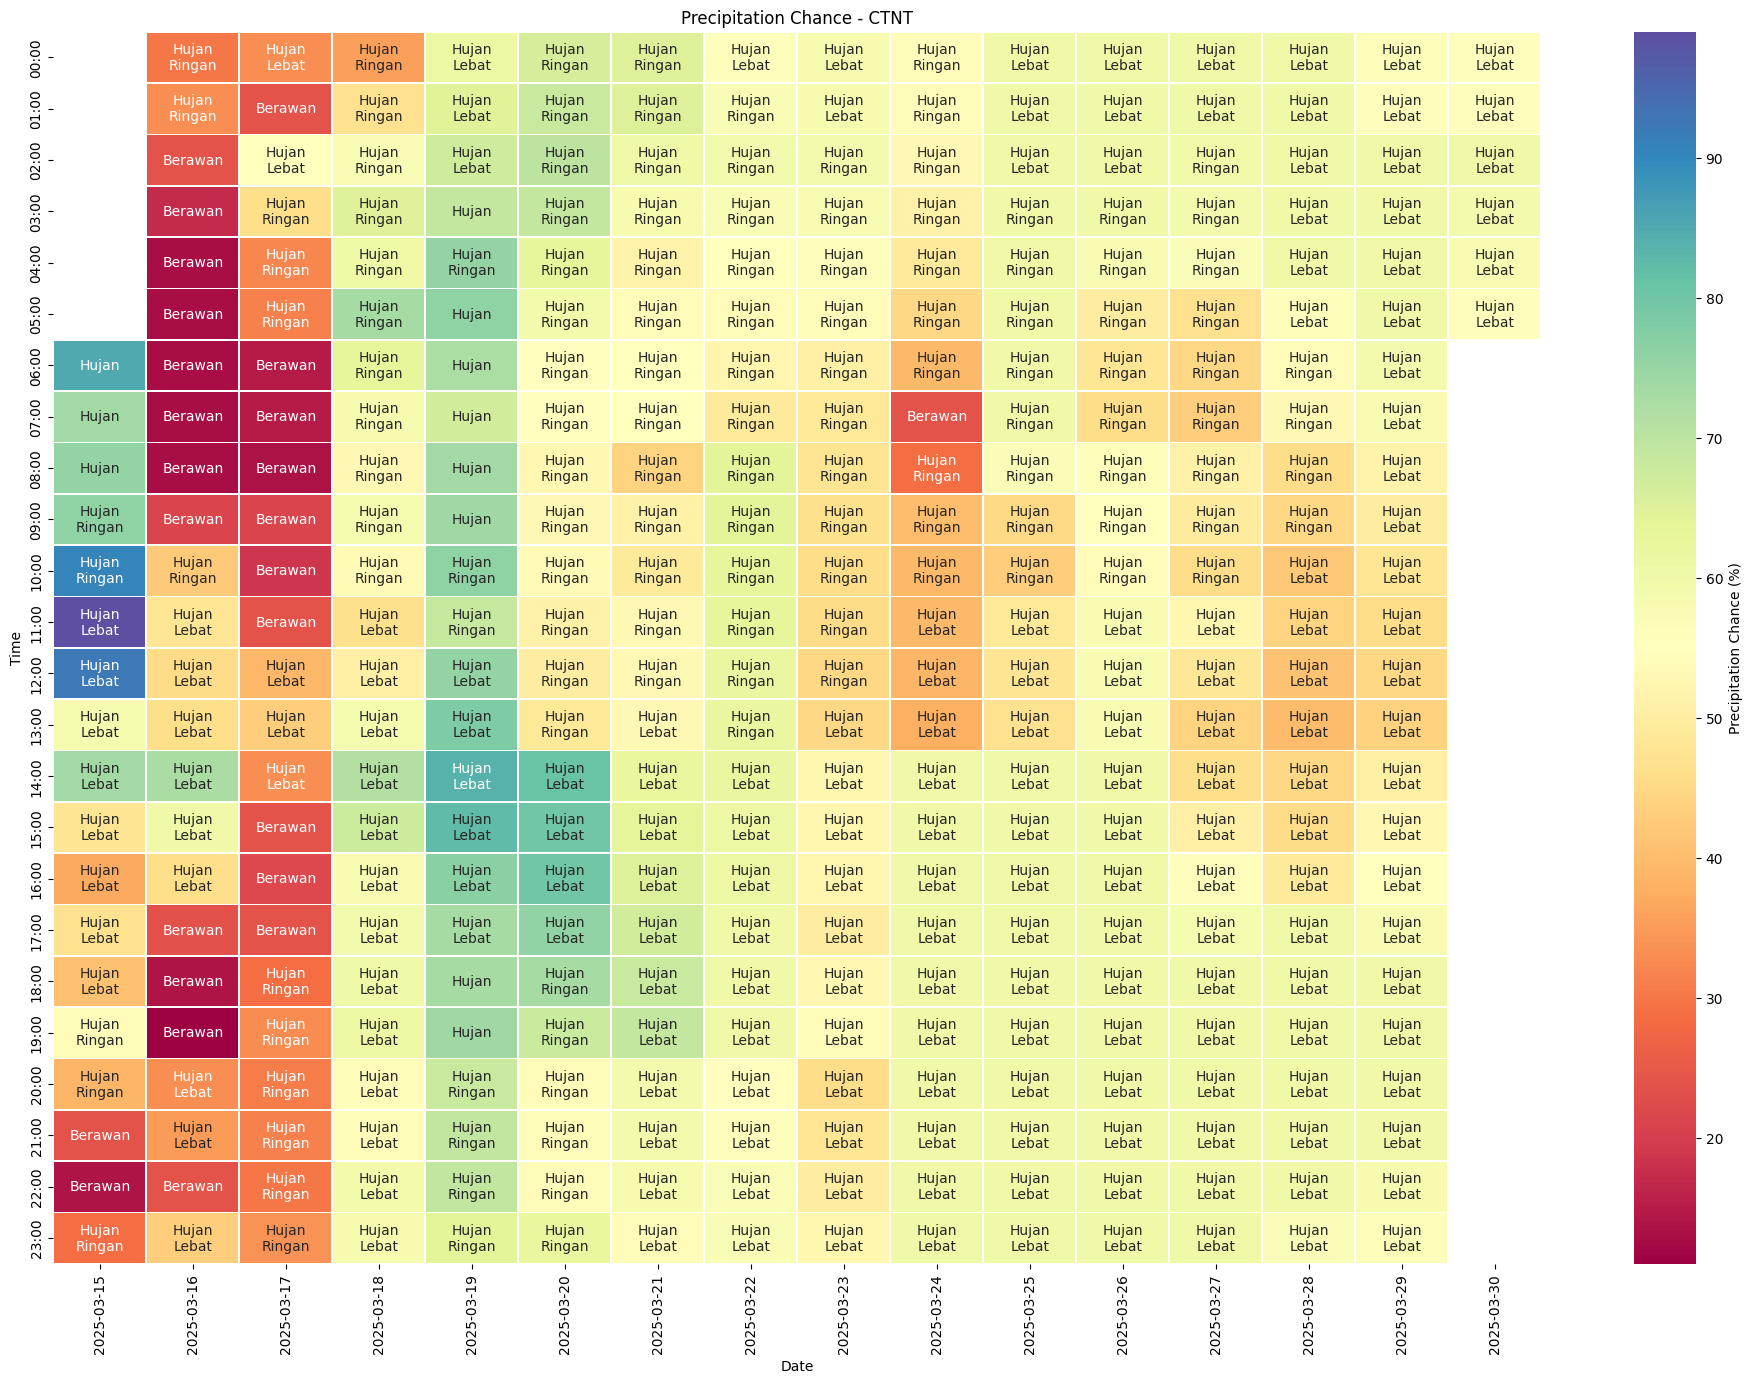 Precipitation Chance - CTNT
Time
00:00 Hujan Ringan Hujan Lebat Hujan Ringan Hujan Lebat Hujan Ringan Hujan Ringan Hujan Lebat Hujan Lebat Hujan Ringan Hujan Lebat Hujan Lebat Hujan Lebat Hujan Lebat Hujan Lebat Hujan Lebat
01:00 Hujan Ringan Berawan Hujan Ringan Hujan Lebat Hujan Ringan Hujan Ringan Hujan Ringan Hujan Lebat Hujan Ringan Hujan Lebat Hujan Lebat Hujan Lebat Hujan Lebat Hujan Lebat Hujan Lebat
02:00 Berawan Hujan Lebat Hujan Ringan Hujan Lebat Hujan Ringan Hujan Ringan Hujan Ringan Hujan Ringan Hujan Ringan Hujan Lebat Hujan Lebat Hujan Ringan Hujan Lebat Hujan Lebat Hujan Lebat
03:00 Berawan Hujan Ringan Hujan Ringan Hujan Hujan Ringan Hujan Ringan Hujan Ringan Hujan Ringan Hujan Ringan Hujan Ringan Hujan Ringan Hujan Ringan Hujan Lebat Hujan Lebat Hujan Lebat
04:00 Berawan Hujan Ringan Hujan Ringan Hujan Ringan Hujan Ringan Hujan Ringan Hujan Ringan Hujan Ringan Hujan Ringan Hujan Ringan Hujan Ringan Hujan Ringan Hujan Lebat Hujan Lebat Hujan Lebat
05:00 Berawan Hujan Ringan Hujan Ringan Hujan Hujan Ringan Hujan Ringan Hujan Ringan Hujan Ringan Hujan Ringan Hujan Ringan Hujan Ringan Hujan Ringan Hujan Lebat Hujan Lebat Hujan Lebat
06:00 Hujan Berawan Berawan Hujan Ringan Hujan Hujan Ringan Hujan Ringan Hujan Ringan Hujan Ringan Hujan Ringan Hujan Ringan Hujan Ringan Hujan Ringan Hujan Ringan Hujan Lebat
07:00 Hujan Berawan Berawan Hujan Ringan Hujan Hujan Ringan Hujan Ringan Hujan Ringan Hujan Ringan Berawan Hujan Ringan Hujan Ringan Hujan Ringan Hujan Ringan Hujan Lebat
08:00 Hujan Berawan Berawan Hujan Ringan Hujan Hujan Ringan Hujan Ringan Hujan Ringan Hujan Ringan Hujan Ringan Hujan Ringan Hujan Ringan Hujan Ringan Hujan Ringan Hujan Lebat
09:00 Hujan Ringan Berawan Berawan Hujan Ringan Hujan Hujan Ringan Hujan Ringan Hujan Ringan Hujan Ringan Hujan Ringan Hujan Ringan Hujan Ringan Hujan Ringan Hujan Ringan Hujan Lebat
10:00 Hujan Ringan Hujan Ringan Berawan Hujan Ringan Hujan Ringan Hujan Ringan Hujan Ringan Hujan Ringan Hujan Ringan Hujan Ringan Hujan Ringan Hujan Ringan Hujan Ringan Hujan Lebat Hujan Lebat
11:00 Hujan Lebat Hujan Lebat Berawan Hujan Lebat Hujan Ringan Hujan Ringan Hujan Ringan Hujan Ringan Hujan Ringan Hujan Lebat Hujan Lebat Hujan Lebat Hujan Lebat Hujan Lebat Hujan Lebat
12:00 Hujan Lebat Hujan Lebat Hujan Lebat Hujan Lebat Hujan Lebat Hujan Ringan Hujan Ringan Hujan Ringan Hujan Ringan Hujan Lebat Hujan Lebat Hujan Lebat Hujan Lebat Hujan Lebat Hujan Lebat
13:00 Hujan Lebat Hujan Lebat Hujan Lebat Hujan Lebat Hujan Lebat Hujan Ringan Hujan Lebat Hujan Ringan Hujan Lebat Hujan Lebat Hujan Lebat Hujan Lebat Hujan Lebat Hujan Lebat Hujan Lebat
14:00 Hujan Lebat Hujan Lebat Hujan Lebat Hujan Lebat Hujan Lebat Hujan Lebat Hujan Lebat Hujan Lebat Hujan Lebat Hujan Lebat Hujan Lebat Hujan Lebat Hujan Lebat Hujan Lebat Hujan Lebat
15:00 Hujan Lebat Hujan Lebat Berawan Hujan Lebat Hujan Lebat Hujan Lebat Hujan Lebat Hujan Lebat Hujan Lebat Hujan Lebat Hujan Lebat Hujan Lebat Hujan Lebat Hujan Lebat Hujan Lebat
16:00 Hujan Lebat Hujan Lebat Berawan Hujan Lebat Hujan Lebat Hujan Lebat Hujan Lebat Hujan Lebat Hujan Lebat Hujan Lebat Hujan Lebat Hujan Lebat Hujan Lebat Hujan Lebat Hujan Lebat
17:00 Hujan Lebat Berawan Berawan Hujan Lebat Hujan Lebat Hujan Lebat Hujan Lebat Hujan Lebat Hujan Lebat Hujan Lebat Hujan Lebat Hujan Lebat Hujan Lebat Hujan Lebat Hujan Lebat
18:00 Hujan Lebat Berawan Hujan Ringan Hujan Lebat Hujan Hujan Ringan Hujan Lebat Hujan Lebat Hujan Lebat Hujan Lebat Hujan Lebat Hujan Lebat Hujan Lebat Hujan Lebat Hujan Lebat
19:00 Hujan Ringan Berawan Hujan Ringan Hujan Lebat Hujan Hujan Ringan Hujan Lebat Hujan Lebat Hujan Lebat Hujan Lebat Hujan Lebat Hujan Lebat Hujan Lebat Hujan Lebat Hujan Lebat
20:00 Hujan Ringan Hujan Lebat Hujan Ringan Hujan Lebat Hujan Ringan Hujan Ringan Hujan Lebat Hujan Lebat Hujan Lebat Hujan Lebat Hujan Lebat Hujan Lebat Hujan Lebat Hujan Lebat Hujan Lebat
21:00 Berawan Hujan Lebat Hujan Ringan Hujan Lebat Hujan Ringan Hujan Ringan Hujan Lebat Hujan Lebat Hujan Lebat Hujan Lebat Hujan Lebat Hujan Lebat Hujan Lebat Hujan Lebat Hujan Lebat
22:00 Berawan Berawan Hujan Ringan Hujan Lebat Hujan Ringan Hujan Ringan Hujan Lebat Hujan Lebat Hujan Lebat Hujan Lebat Hujan Lebat Hujan Lebat Hujan Lebat Hujan Lebat Hujan Lebat
23:00 Hujan Ringan Hujan Lebat Hujan Ringan Hujan Lebat Hujan Ringan Hujan Ringan Hujan Lebat Hujan Lebat Hujan Lebat Hujan Lebat Hujan Lebat Hujan Lebat Hujan Lebat Hujan Lebat Hujan Lebat
2025-03-15 2025-03-16 2025-03-17 2025-03-18 2025-03-19 2025-03-20 2025-03-21 2025-03-22 2025-03-23 2025-03-24 2025-03-25 2025-03-26 2025-03-27 2025-03-28 2025-03-29 2025-03-30
Date
90
80
70
60
50
40
30
20
Precipitation Chance (%)